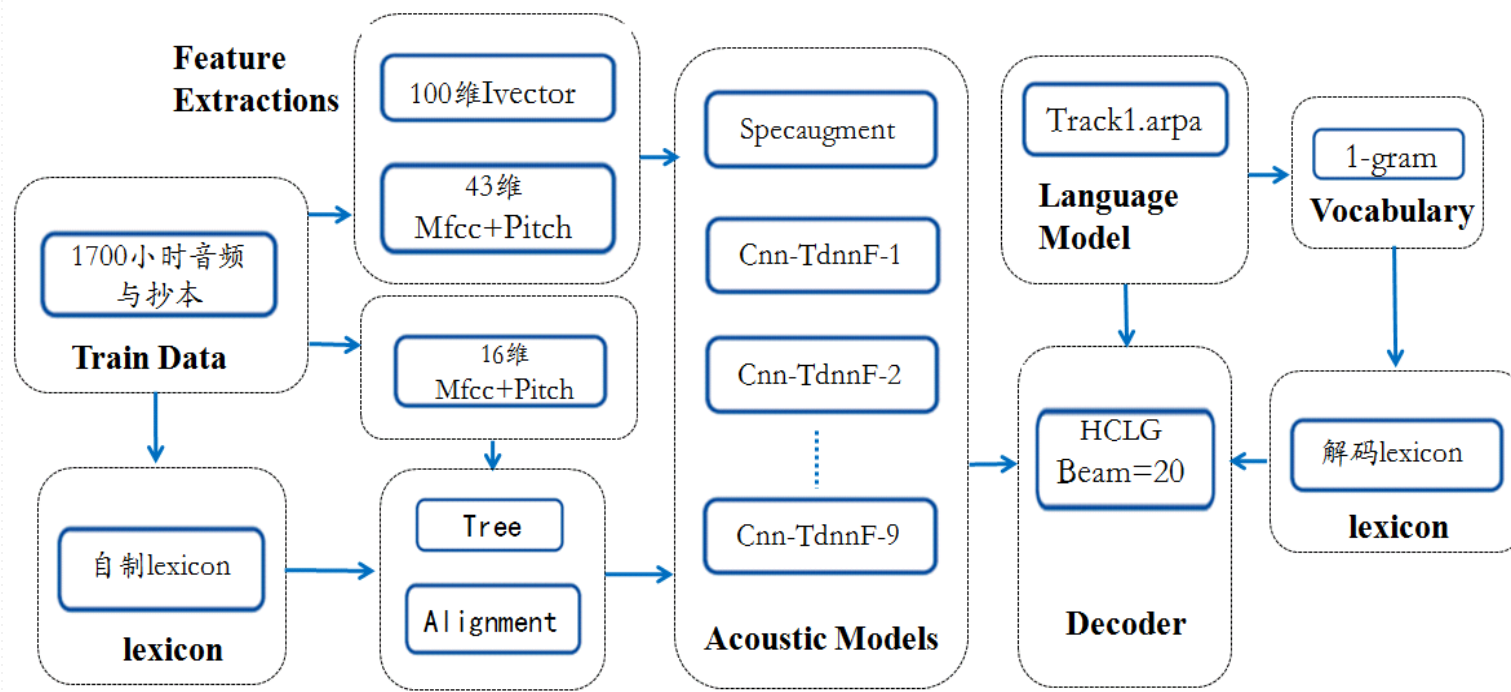 Feature
Extractions
100维Ivector
43维
Mfcc+Pitch
1700小时音频
与抄本
Train Data
16维
Mfcc+Pitch
自制lexicon
lexicon
Tree
Alignment
Specaugment
Cnn-TdnnF-1
Cnn-TdnnF-2
Cnn-TdnnF-9
Acoustic Models
Track1.arpa
Language
Model
1-gram
Vocabulary
HCLG
Beam=20
Decoder
解码lexicon
lexicon